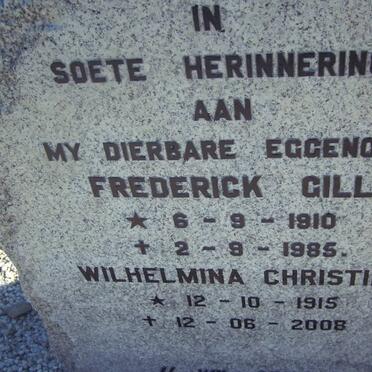 IN
SOETE HERINNERIN
AAN
MY DIERBARE EGGENO
FREDERICK GILL
★ 6 - 9 - 1910
✝ 2 - 9 - 1985.
WILHELMINA CHRISTI
★ 12 - 10 - 1915
✝ 12 - 06 - 2008